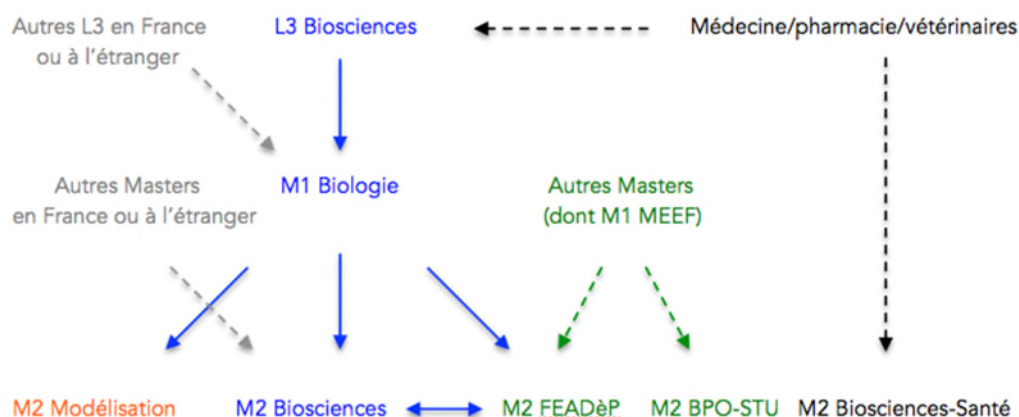 Autres L3 en France
ou à l'étranger
L3 Biosciences
Médecine/pharmacie/vétérinaires
Autres Masters
en France ou à l'étranger
M1 Biologie
Autres Masters
(dont M1 MEEF)
M2 Modélisation
M2 Biosciences
M2 FEADèP
M2 BPO-STU
M2 Biosciences-Santé